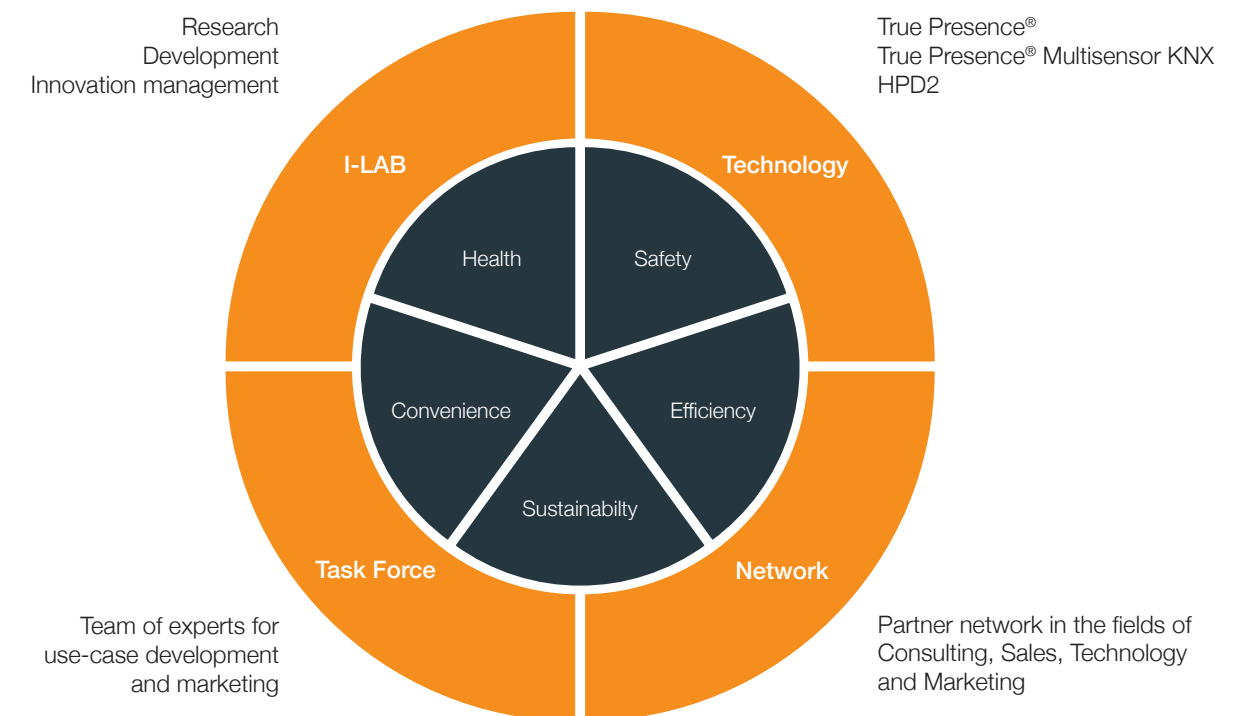 Research
Development
Innovation management
True Presence®
True Presence® Multisensor KNX
HPD2
I-LAB
Technology
Health
Safety
Convenience
Efficiency
Sustainabilty
Task Force
Network
Team of experts for
use-case development
and marketing
Partner network in the fields of
Consulting, Sales, Technology
and Marketing